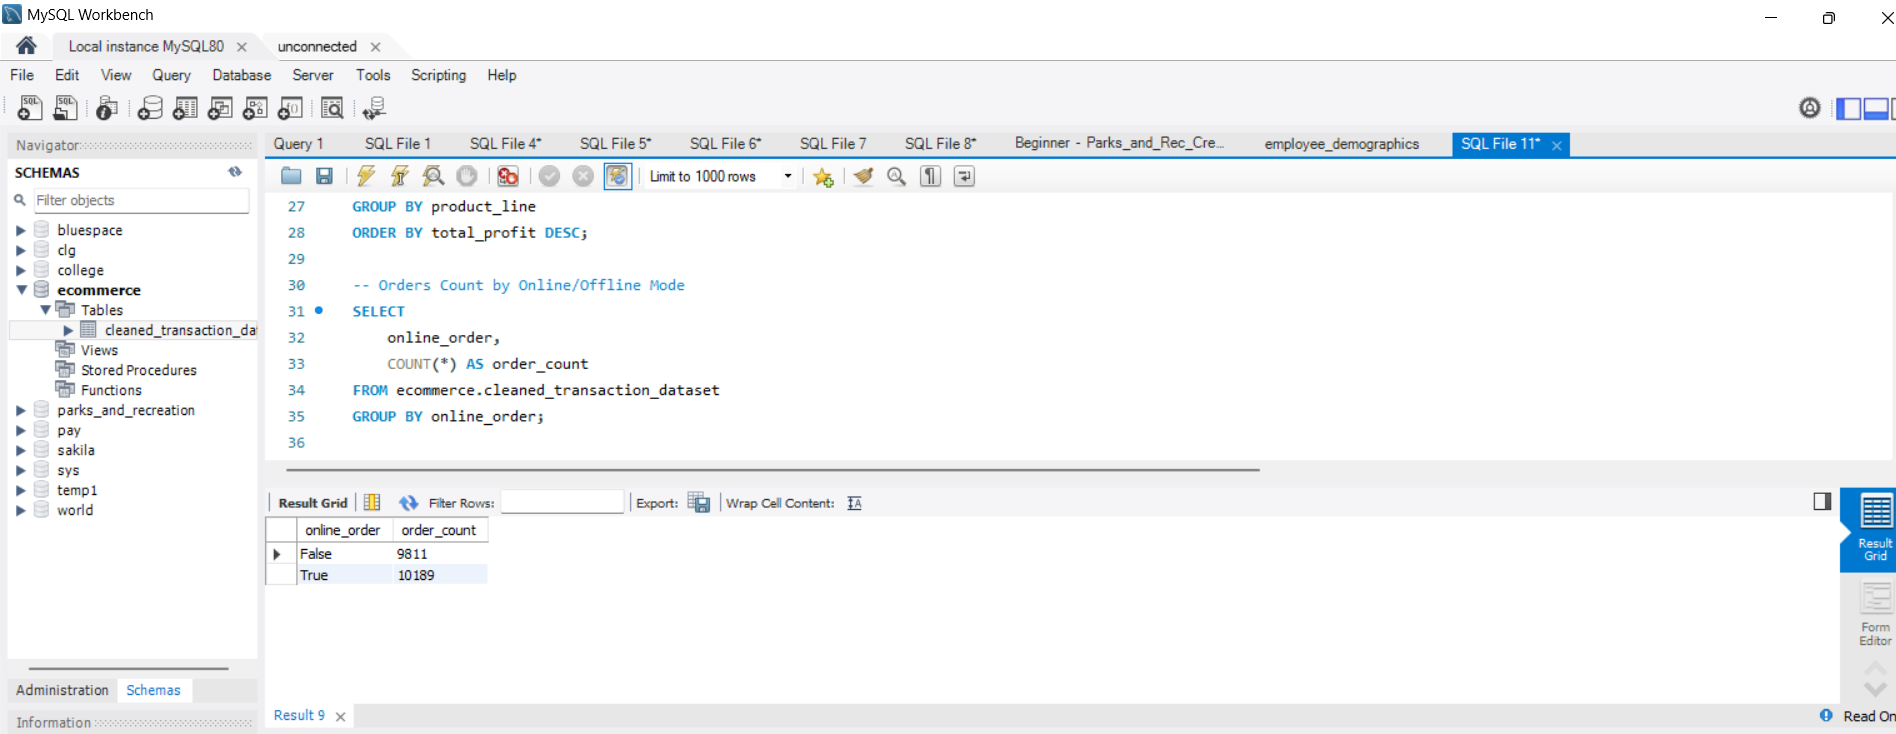 MySQL Workbench
Local instance MySQL80
unconnected
File Edit View Query Database Server Tools Scripting Help
Navigator
SCHEMAS
Filter objects
bluespace
clg
college
ecommerce
Tables
cleaned_transaction_da
Views
Stored Procedures
Functions
parks_and_recreation
pay
sakila
sys
temp1
world
Administration Schemas
Information
Query 1 SQL File 1 SQL File 4* SQL File 5* SQL File 6* SQL File 7 SQL File 8* Beginner - Parks_and_Rec_Cre... employee_demographics SQL File 11*
Limit to 1000 rows
27 GROUP BY product_line
28 ORDER BY total_profit DESC;
29
30 -- Orders Count by Online/Offline Mode
31 SELECT
32 online_order,
33 COUNT(*) AS order_count
34 FROM ecommerce.cleaned_transaction_dataset
35 GROUP BY online_order;
36
Result Grid Filter Rows: Export: Wrap Cell Content:
online_order order_count
False 9811
True 10189
Result
Grid
Form
Editor
Result 9
Read On